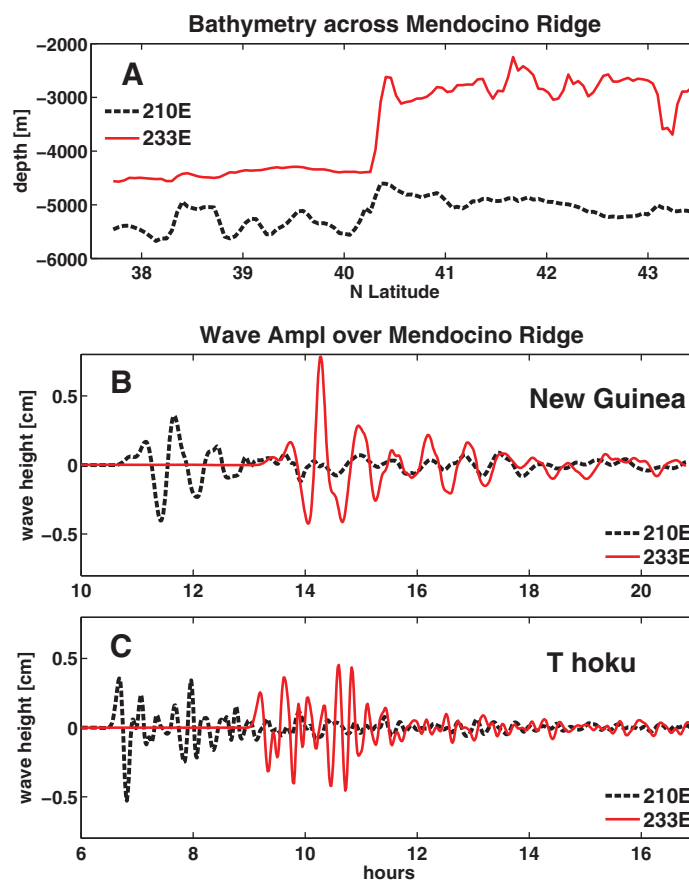 Bathymetry across Mendocino Ridge
A
210E
233E
depth [m]
−2000
−3000
−4000
−5000
−6000
38 39 40 41 42 43
N Latitude
Wave Ampl over Mendocino Ridge
B
New Guinea
wave height [cm]
0.5
0
−0.5
210E
233E
10 12 14 16 18 20
C
T hoku
wave height [cm]
0.5
0
−0.5
210E
233E
6 8 10 12 14 16
hours